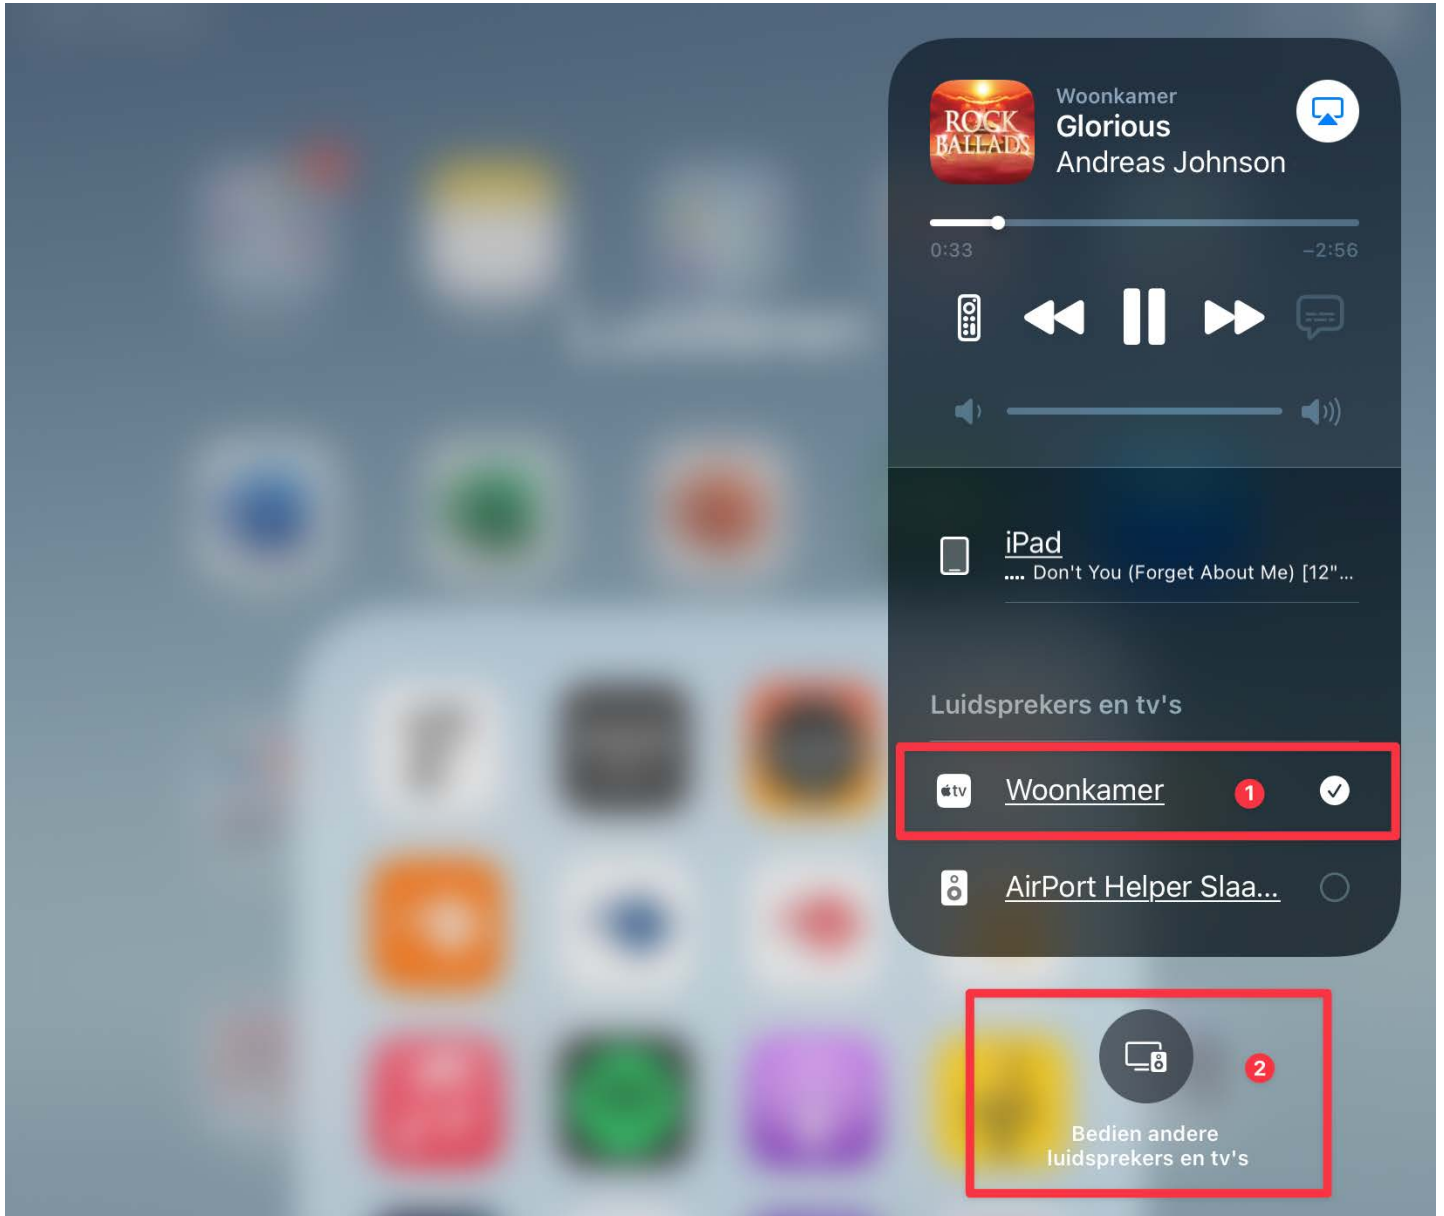 ROCK
BALLADS
Woonkamer
Glorious
Andreas Johnson
0:33
-2:56
iPad
Don't You (Forget About Me) [12"...
Luidsprekers en tv's
tv
Woonkamer
1
AirPort Helper Slaa...
2
Bedien andere
luidsprekers en tv's